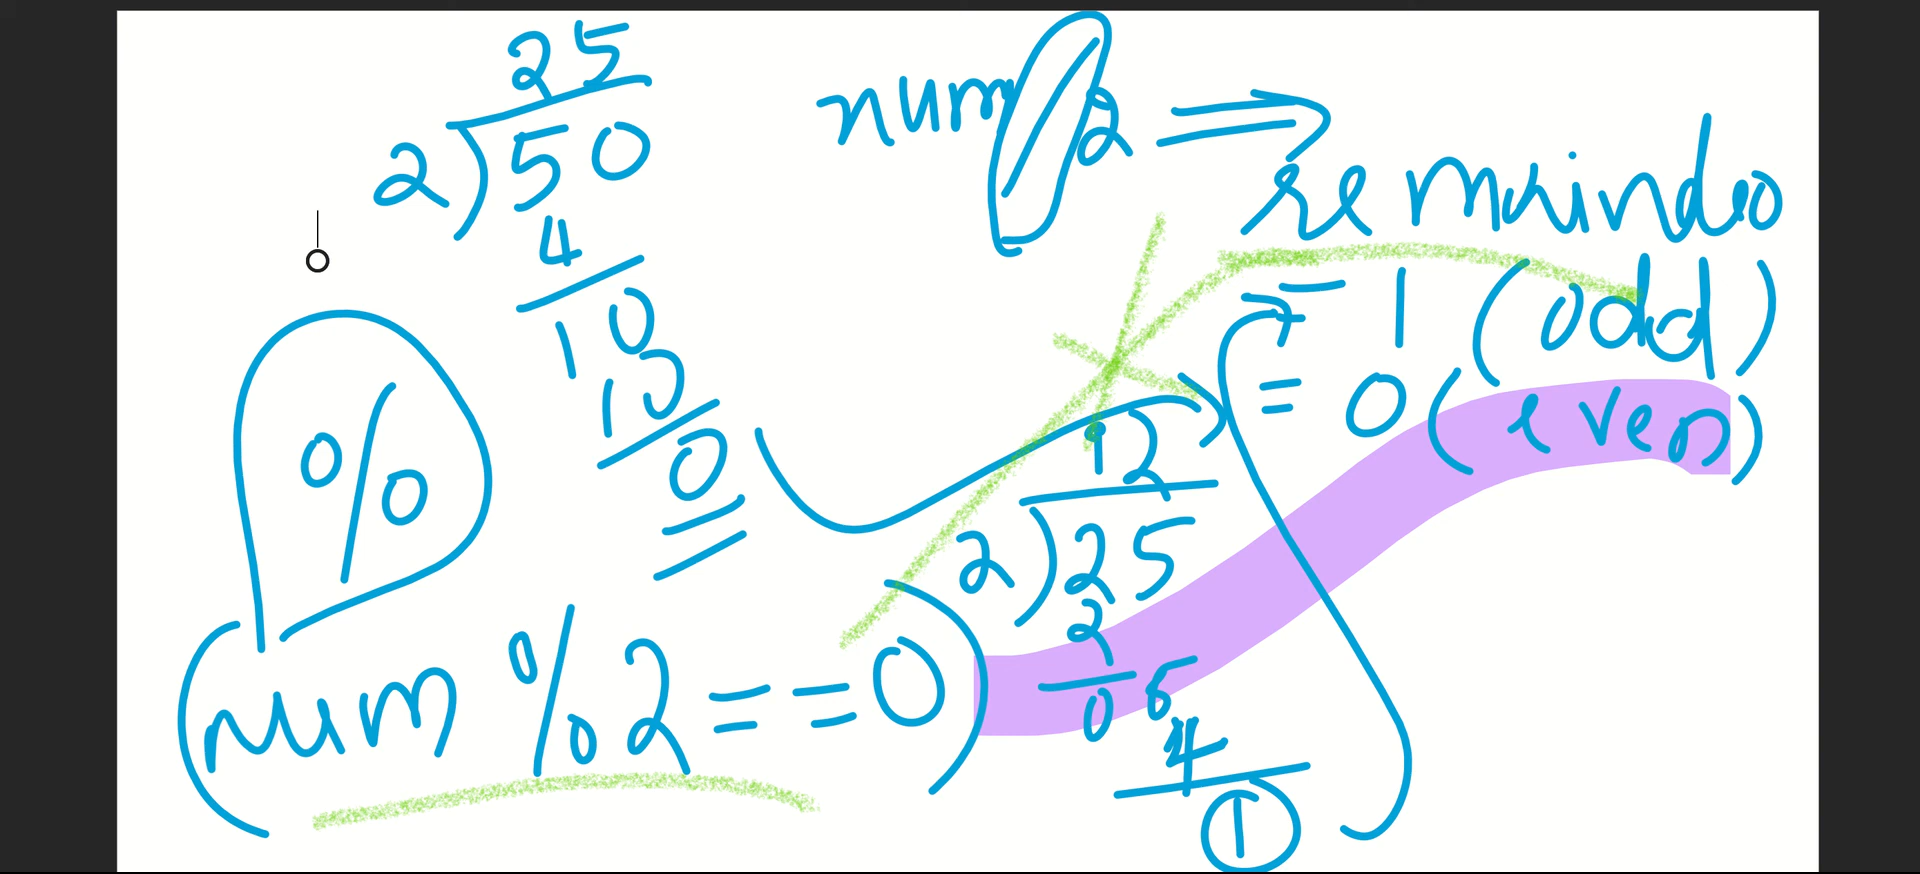 25
2)50
4
10
10
0
num/2 ⇒
remainder
= 1 (odd)
= 0 (even)
%
12
2)25
2
05
4
1
(num % 2 == 0)